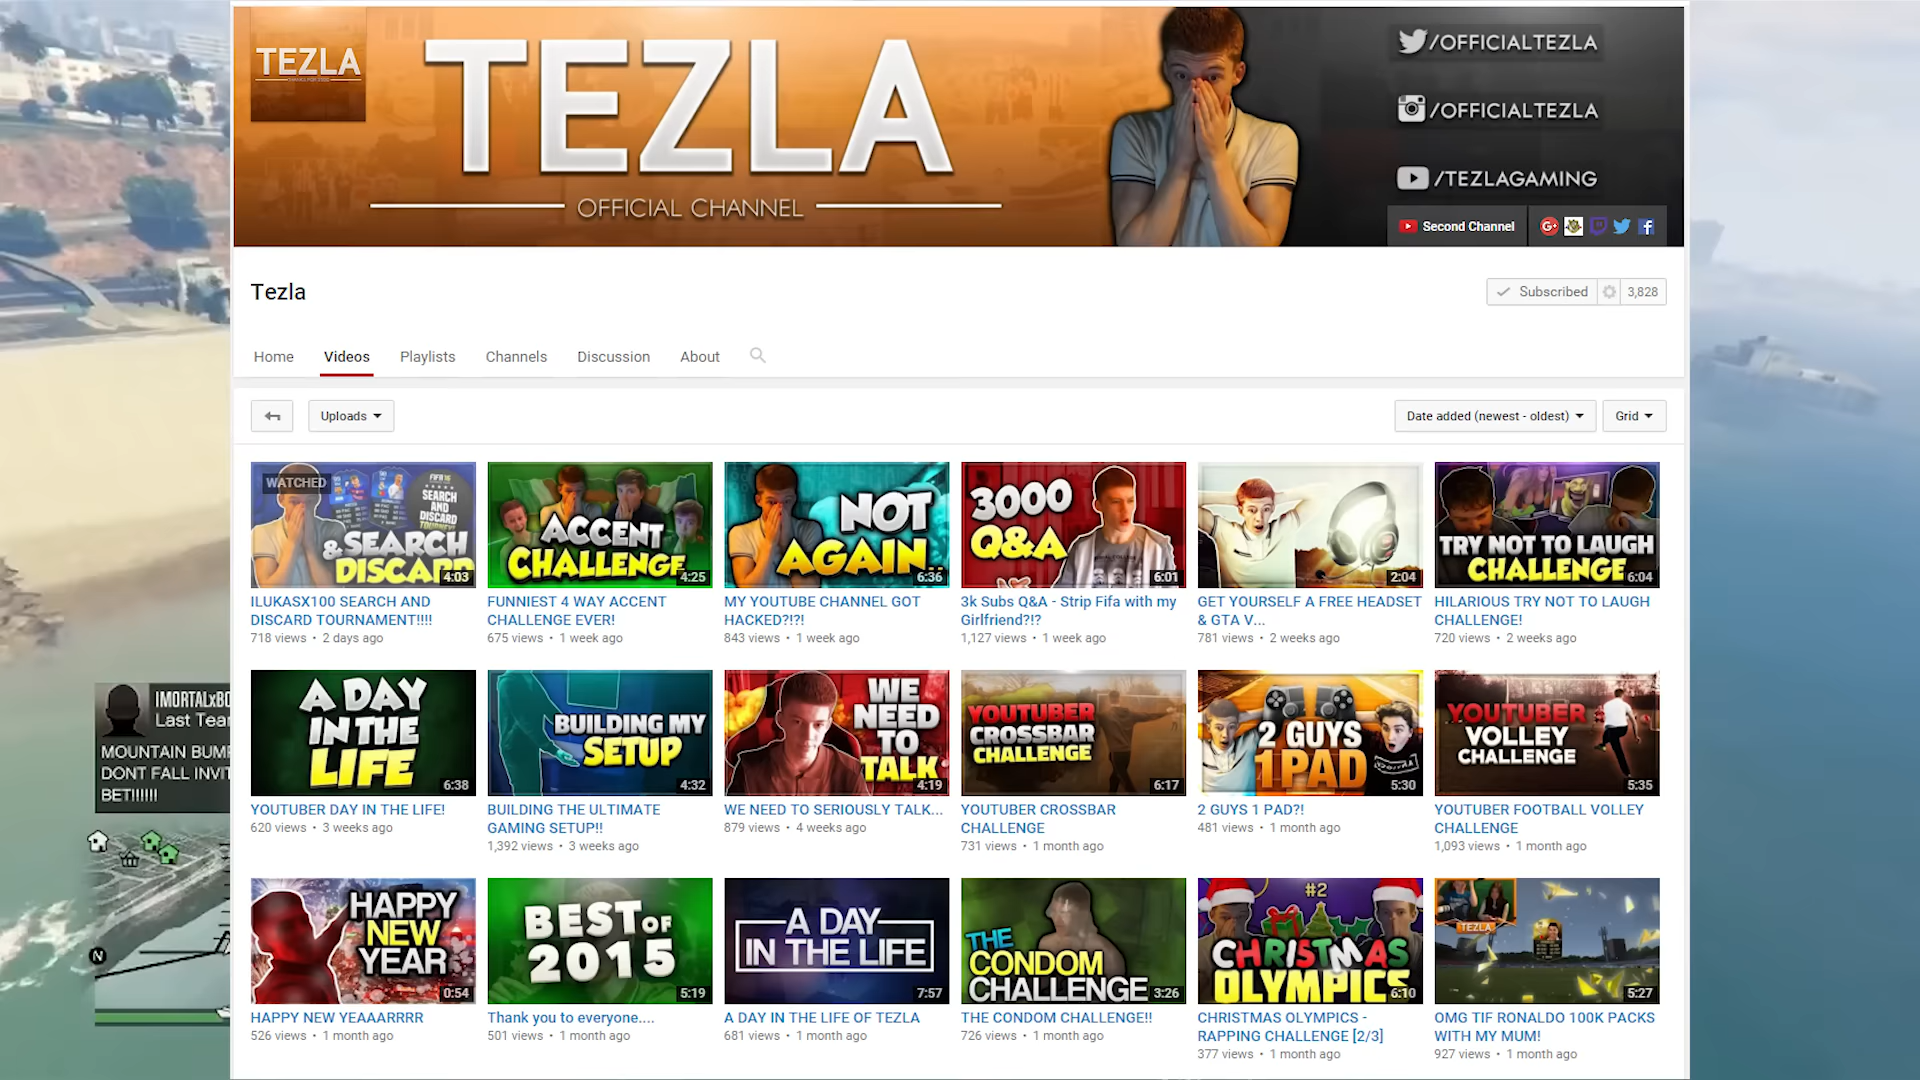 TEZLA
TEZLA
OFFICIAL CHANNEL
/OFFICIALTEZLA
/OFFICIALTEZLA
/TEZLAGAMING
Second Channel
Tezla
Subscribed 3,828
Home Videos Playlists Channels Discussion About
Uploads
Date added (newest - oldest) Grid
WATCHED
FIFA 16
SEARCH
AND
DISCARD
& SEARCH
DISCARD
4:03
ACCENT
CHALLENGE
4:25
NOT
AGAIN
6:36
3000
Q&A
6:01
2:04
TRY NOT TO LAUGH
CHALLENGE
6:04
ILUKASX100 SEARCH AND
DISCARD TOURNAMENT!!!!
718 views • 2 days ago
FUNNIEST 4 WAY ACCENT
CHALLENGE EVER!
675 views • 1 week ago
MY YOUTUBE CHANNEL GOT
HACKED?!?!
843 views • 1 week ago
3k Subs Q&A - Strip Fifa with my
Girlfriend?!?
1,127 views • 1 week ago
GET YOURSELF A FREE HEADSET
& GTA V...
781 views • 2 weeks ago
HILARIOUS TRY NOT TO LAUGH
CHALLENGE!
720 views • 2 weeks ago
A DAY
IN THE
LIFE
6:38
BUILDING MY
SETUP
4:32
WE
NEED
TO
TALK
4:19
YOUTUBER
CROSSBAR
CHALLENGE
6:17
2 GUYS
1 PAD
5:30
YOUTUBER
VOLLEY
CHALLENGE
5:35
YOUTUBER DAY IN THE LIFE!
620 views • 3 weeks ago
BUILDING THE ULTIMATE
GAMING SETUP!!
1,392 views • 3 weeks ago
WE NEED TO SERIOUSLY TALK...
879 views • 4 weeks ago
YOUTUBER CROSSBAR
CHALLENGE
731 views • 1 month ago
2 GUYS 1 PAD?!
481 views • 1 month ago
YOUTUBER FOOTBALL VOLLEY
CHALLENGE
1,093 views • 1 month ago
HAPPY
NEW
YEAR
0:54
BEST OF
2015
5:19
A DAY
IN THE LIFE
7:57
THE
CONDOM
CHALLENGE
3:26
#2
CHRISTMAS
OLYMPICS
6:10
TEZLA
5:27
HAPPY NEW YEAAARRRR
526 views • 1 month ago
Thank you to everyone....
501 views • 1 month ago
A DAY IN THE LIFE OF TEZLA
681 views • 1 month ago
THE CONDOM CHALLENGE!!
726 views • 1 month ago
CHRISTMAS OLYMPICS -
RAPPING CHALLENGE [2/3]
377 views • 1 month ago
OMG TIF RONALDO 100K PACKS
WITH MY MUM!
927 views • 1 month ago
IMORTALxBO
Last Tea
MOUNTAIN BUM
DONT FALL INVIT
BET!!!!!!
N